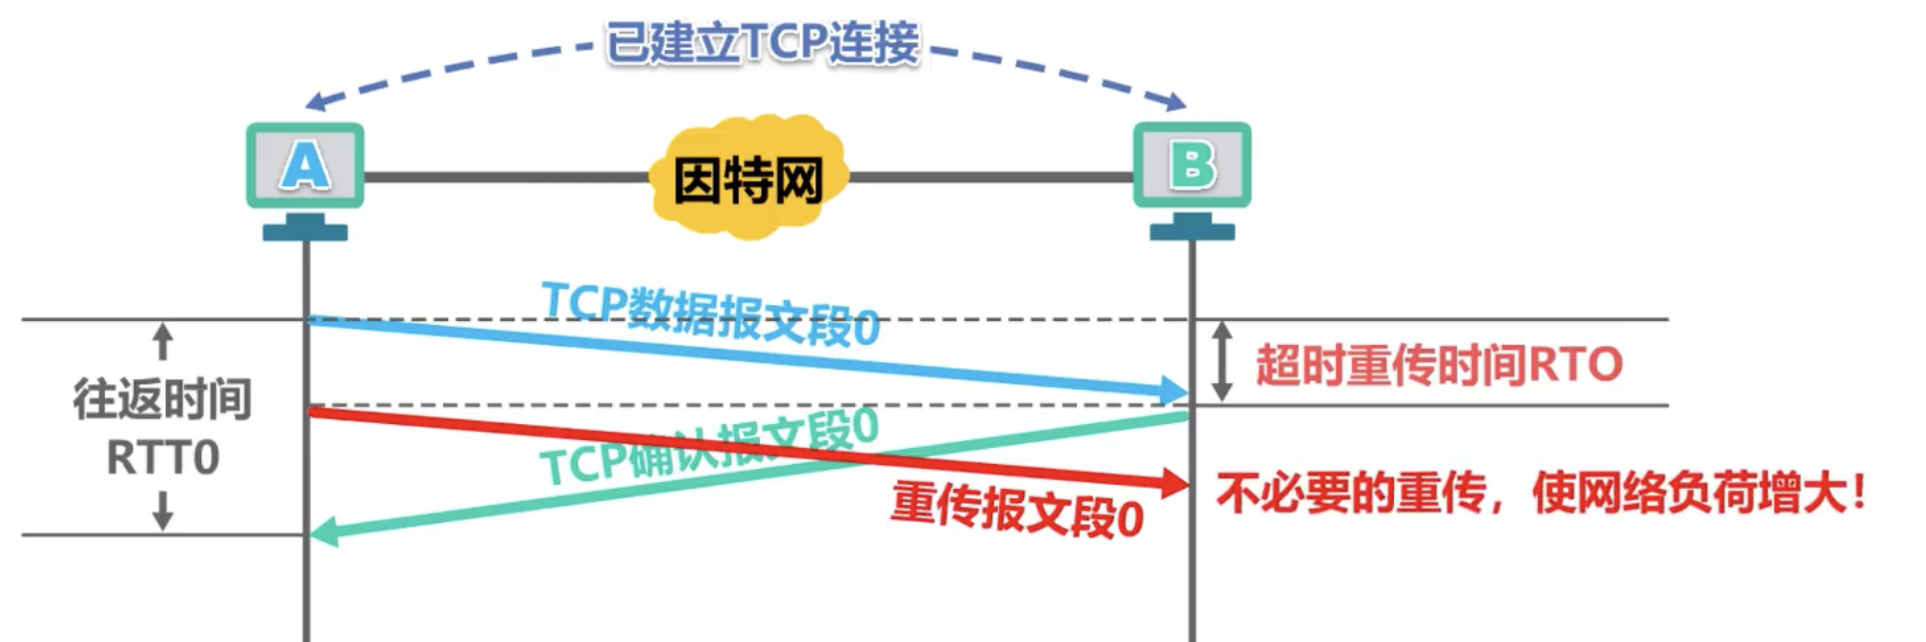 已建立TCP连接
A
因特网
B
TCP数据报文段0
超时重传时间RTO
往返时间
RTT0
TCP确认报文段0
重传报文段0
不必要的重传，使网络负荷增大！